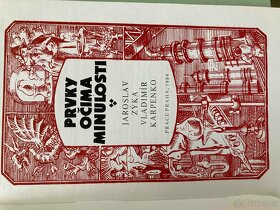 PRVKY
OČIMA
MINULOSTI
JAROSLAV
ZÝKA
VLADIMÍR
KARPENKO
PRÁCE PRAHA, 1984